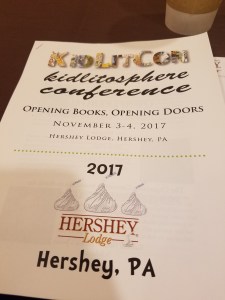 KidLitCon
kidlitosphere
conference
Opening Books, Opening Doors
November 3-4, 2017
Hershey Lodge, Hershey, PA
2017
HERSHEY
Lodge
Hershey, PA